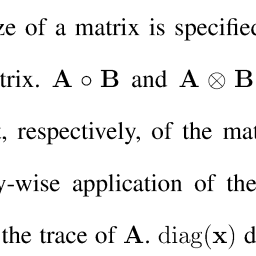 ze of a matrix is specified
trix. A ∘ B and A ⊗ B
, respectively, of the mat
y-wise application of the
the trace of A. diag(x) d